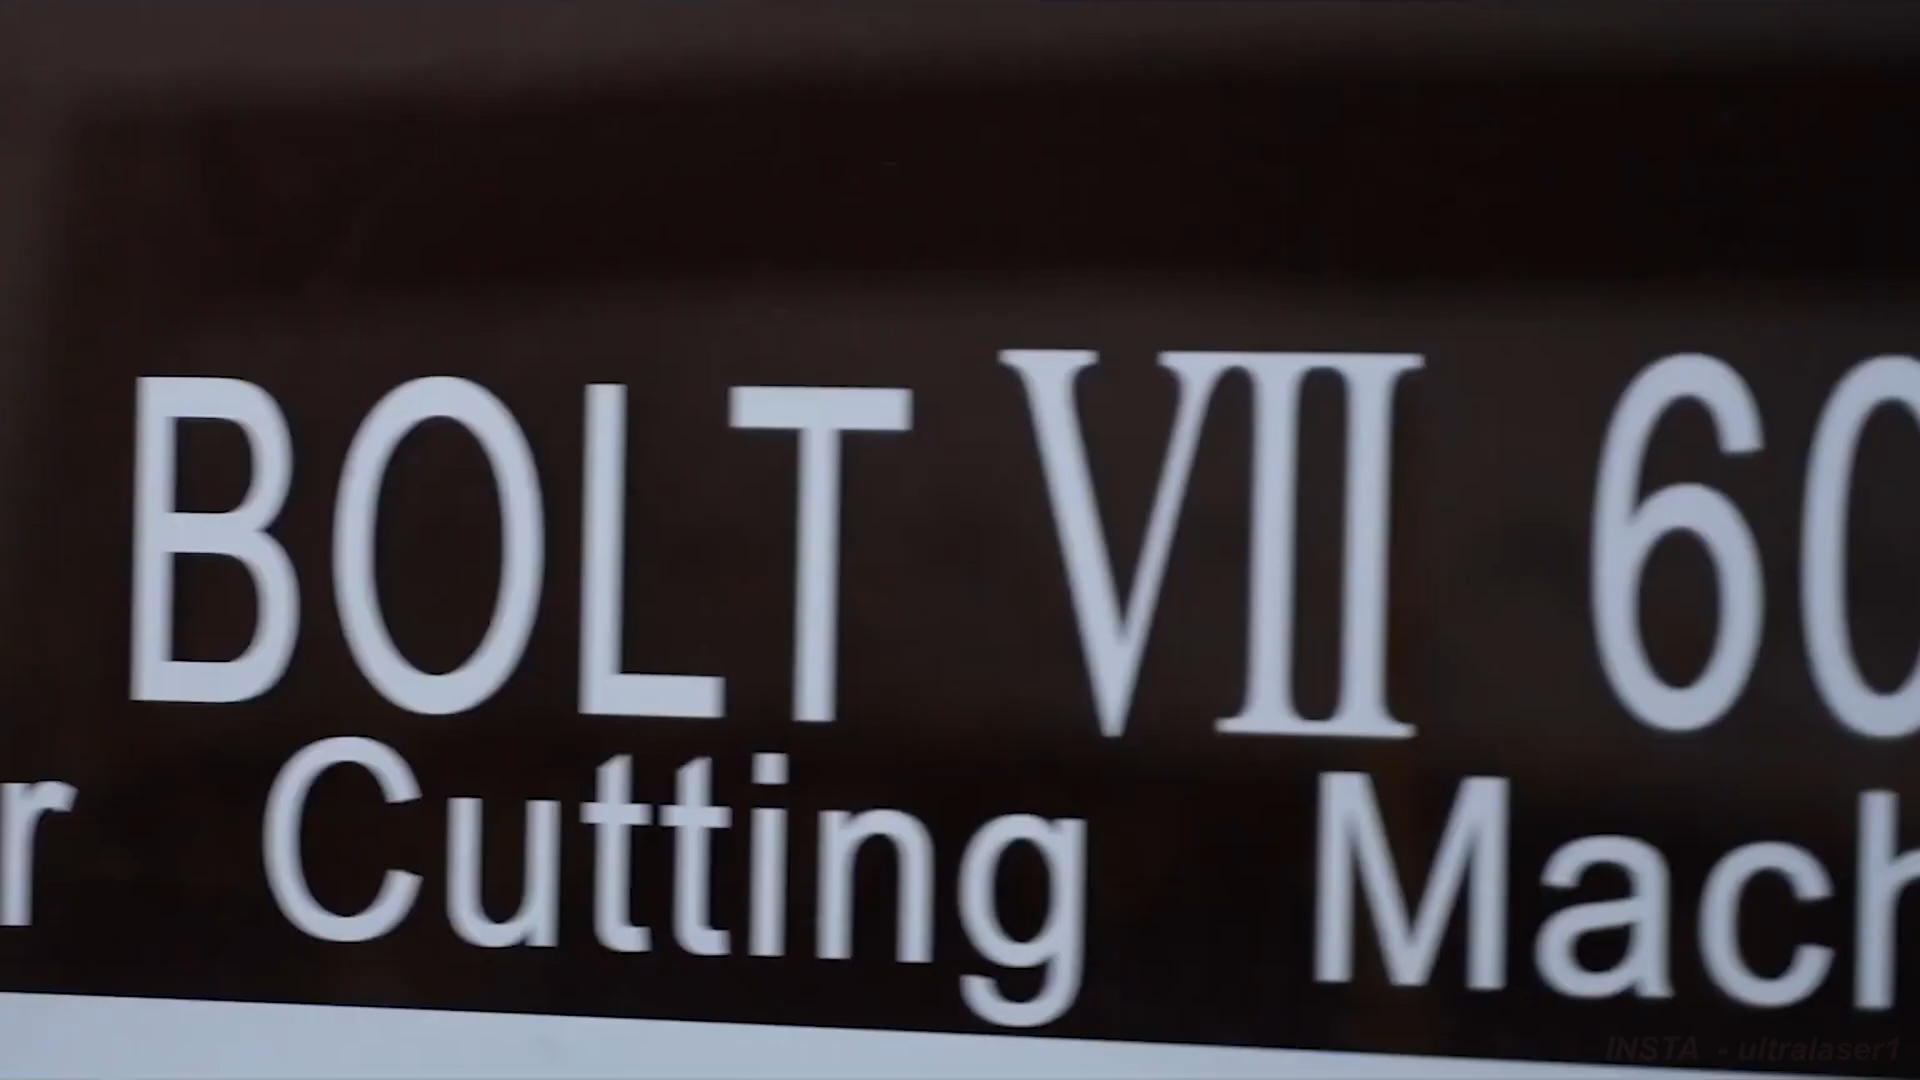 BOLT Ⅶ 60
r Cutting Mach
INSTA - ultralaser1